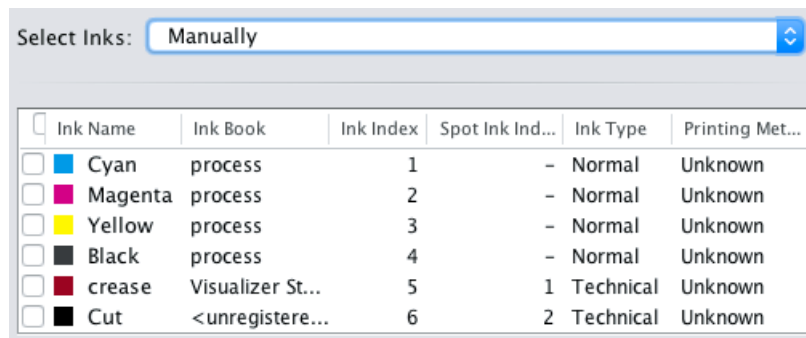 Select Inks: Manually
Ink Name Ink Book Ink Index Spot Ink Ind... Ink Type Printing Met...
Cyan process 1 – Normal Unknown
Magenta process 2 – Normal Unknown
Yellow process 3 – Normal Unknown
Black process 4 – Normal Unknown
crease Visualizer St... 5 1 Technical Unknown
Cut <unregistere... 6 2 Technical Unknown